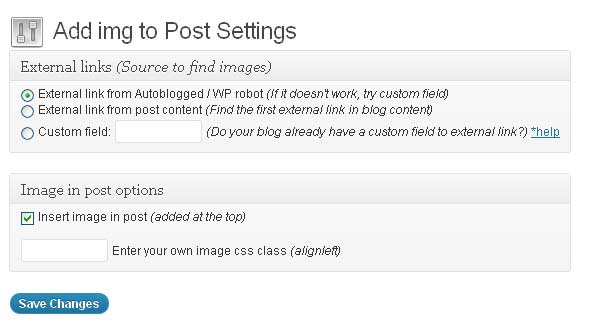 Add img to Post Settings
External links (Source to find images)
External link from Autoblogged / WP robot (If it doesn't work, try custom field)
External link from post content (Find the first external link in blog content)
Custom field: (Do your blog already have a custom field to external link?) *help
Image in post options
Insert image in post (added at the top)
Enter your own image css class (alignleft)
Save Changes